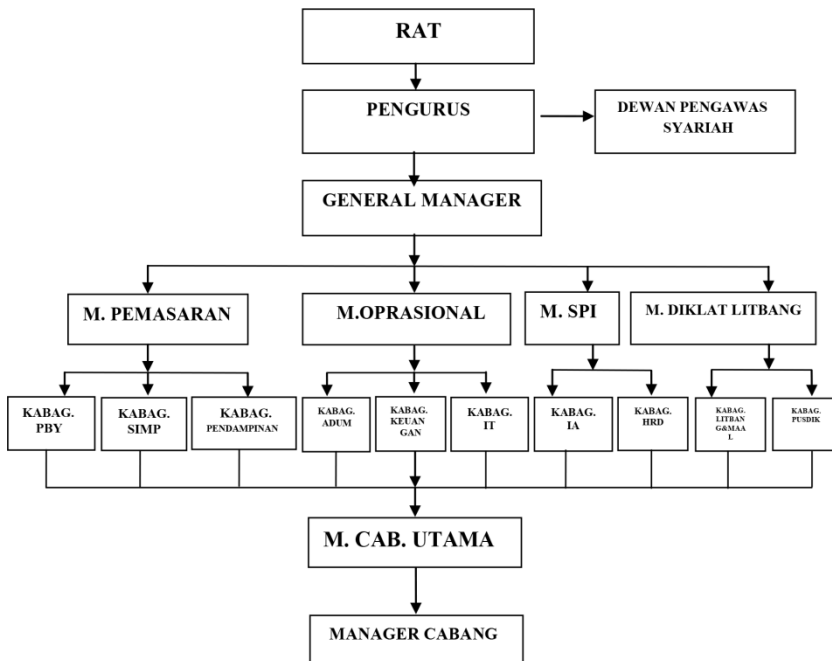 RAT
PENGURUS
DEWAN PENGAWAS
SYARIAH
GENERAL MANAGER
M. PEMASARAN
M.OPRASIONAL
M. SPI
M. DIKLAT LITBANG
KABAG.
PBY
KABAG.
SIMP
KABAG.
PENDAMPINAN
KABAG.
ADUM
KABAG.
KEUAN
GAN
KABAG.
IT
KABAG.
IA
KABAG.
HRD
KABAG.
LITBAN
G&MAA
L
KABAG.
PUSDIK
M. CAB. UTAMA
MANAGER CABANG